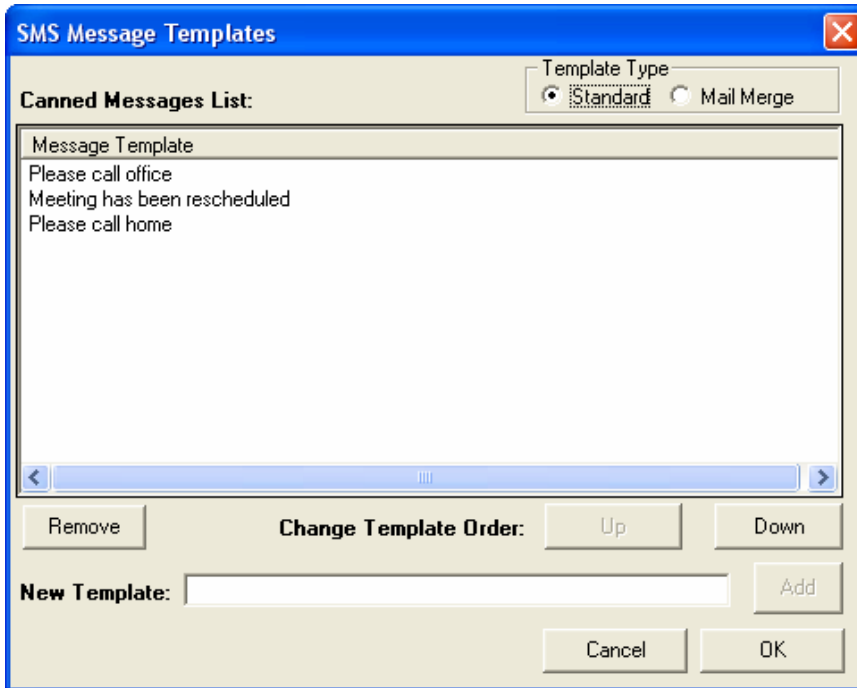 SMS Message Templates
Template Type
Canned Messages List:
Standard Mail Merge
Message Template
Please call office
Meeting has been rescheduled
Please call home
Remove Change Template Order: Up Down
New Template: Add
Cancel OK